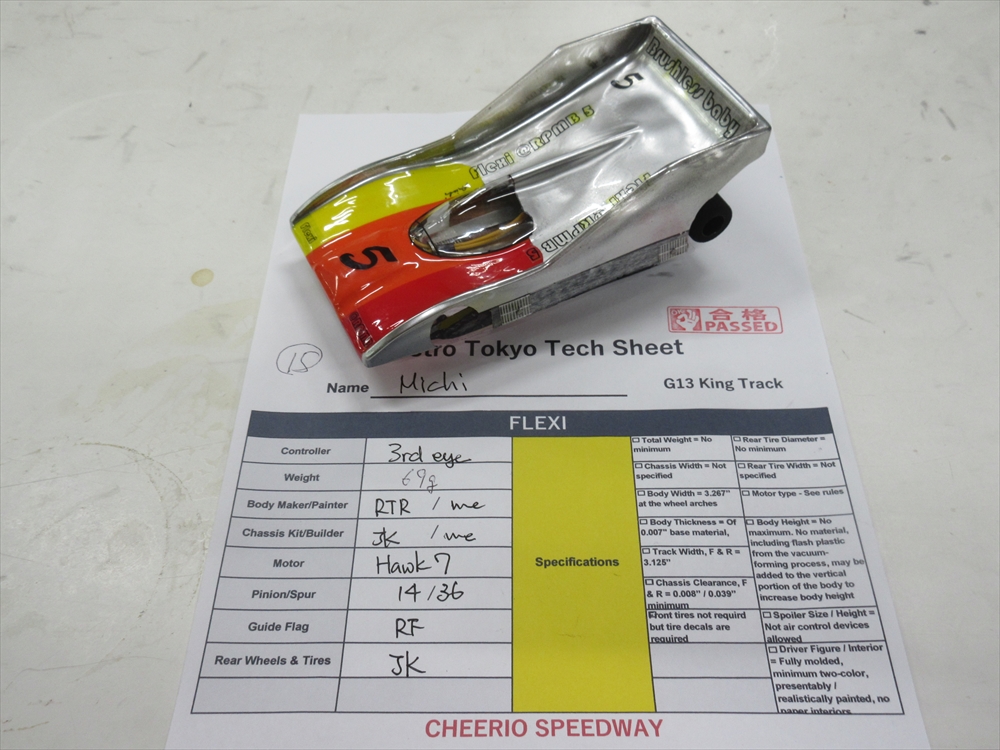 Brushless baby
5
flexi @RPMB 5
5
合格
PASSED
stro Tokyo Tech Sheet
15
Name Michi
G13 King Track
FLEXI
Controller 3rd eye
Weight 69g
Body Maker/Painter RTR / me
Chassis Kit/Builder JK / me
Motor Hawk 7
Pinion/Spur 14/36
Guide Flag RF
Rear Wheels & Tires JK
Specifications
Total Weight = No
minimum
Chassis Width = Not
specified
Body Width = 3.267"
at the wheel arches
Body Thickness = Of
0.007" base material,
Track Width, F & R =
3.125"
Chassis Clearance, F
& R = 0.008" / 0.039"
minimum
Front tires not requird
but tire decals are
required
Rear Tire Diameter =
No minimum
Rear Tire Width = Not
specified
Motor type - See rules
Body Height = No
maximum. No material,
including flash plastic
from the vacuum-
forming process, may be
added to the vertical
portion of the body to
increase body height
Spoiler Size / Height =
Not air control devices
allowed
Driver Figure / Interior
= Fully molded,
minimum two-color,
presentably /
realistically painted, no
paper interiors
CHEERIO SPEEDWAY